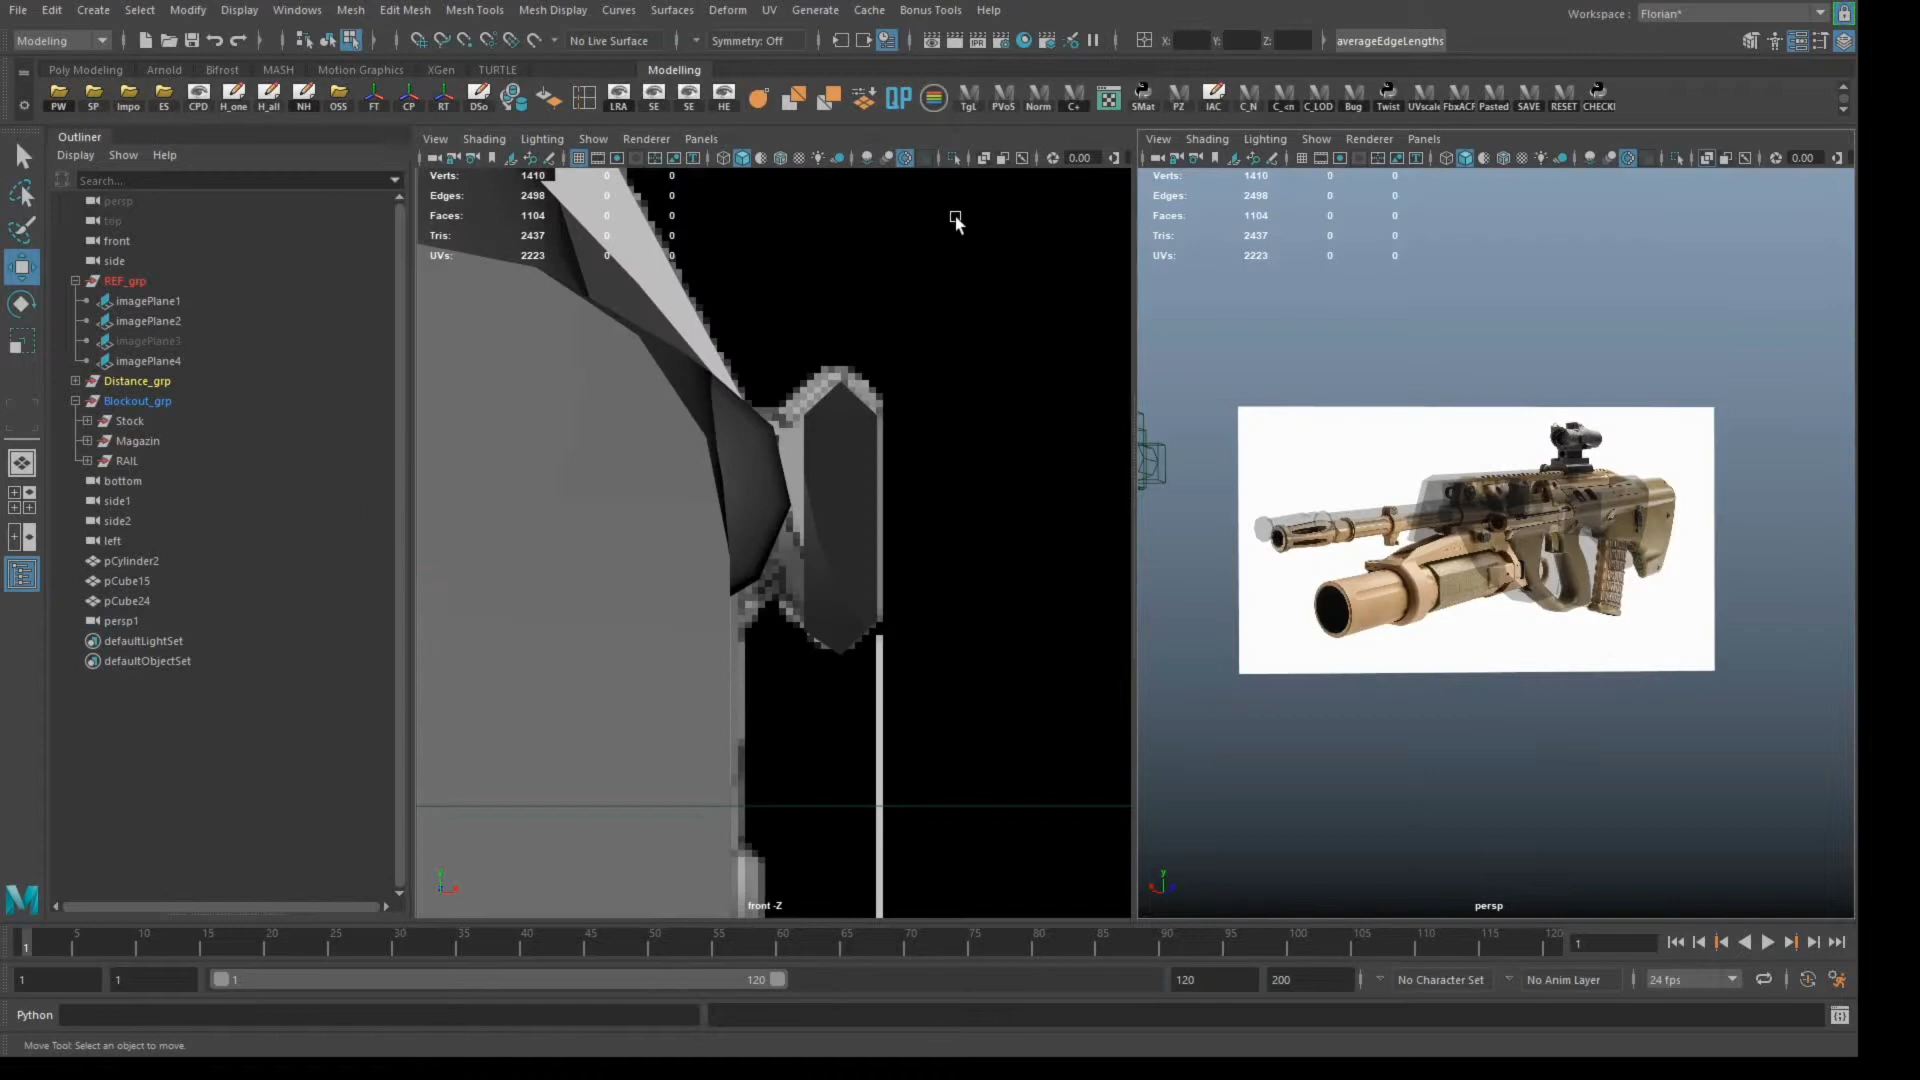 File Edit Create Select Modify Display Windows Mesh Edit Mesh Mesh Tools Mesh Display Curves Surfaces Deform UV Generate Cache Bonus Tools Help
Workspace : Florian*
Modeling
No Live Surface
Symmetry: Off
X: Y: Z:
averageEdgeLengths
Poly Modeling Arnold Bifrost MASH Motion Graphics XGen TURTLE Modelling
PW SP Impo ES CPD H_one H_all NH OSS FT CP RT DSo LRA SE SE HE QP TgL PVoS Norm C+ SMat PZ IAC C_N C_<n C_LOD Bug Twist UVscale FbxACF Pasted SAVE RESET CHECKI
Outliner
Display Show Help
Search...
persp
top
front
side
REF_grp
imagePlane1
imagePlane2
imagePlane3
imagePlane4
Distance_grp
Blockout_grp
Stock
Magazin
RAIL
bottom
side1
side2
left
pCylinder2
pCube15
pCube24
persp1
defaultLightSet
defaultObjectSet
View Shading Lighting Show Renderer Panels
0.00
Verts: 1410 0 0
Edges: 2498 0 0
Faces: 1104 0 0
Tris: 2437 0 0
UVs: 2223 0 0
front -Z
View Shading Lighting Show Renderer Panels
0.00
Verts: 1410 0 0
Edges: 2498 0 0
Faces: 1104 0 0
Tris: 2437 0 0
UVs: 2223 0 0
y
persp
1 5 10 15 20 25 30 35 40 45 50 55 60 65 70 75 80 85 90 95 100 105 110 115 120
1
1 1 1 120 120 200 No Character Set No Anim Layer 24 fps
Python
Move Tool: Select an object to move.